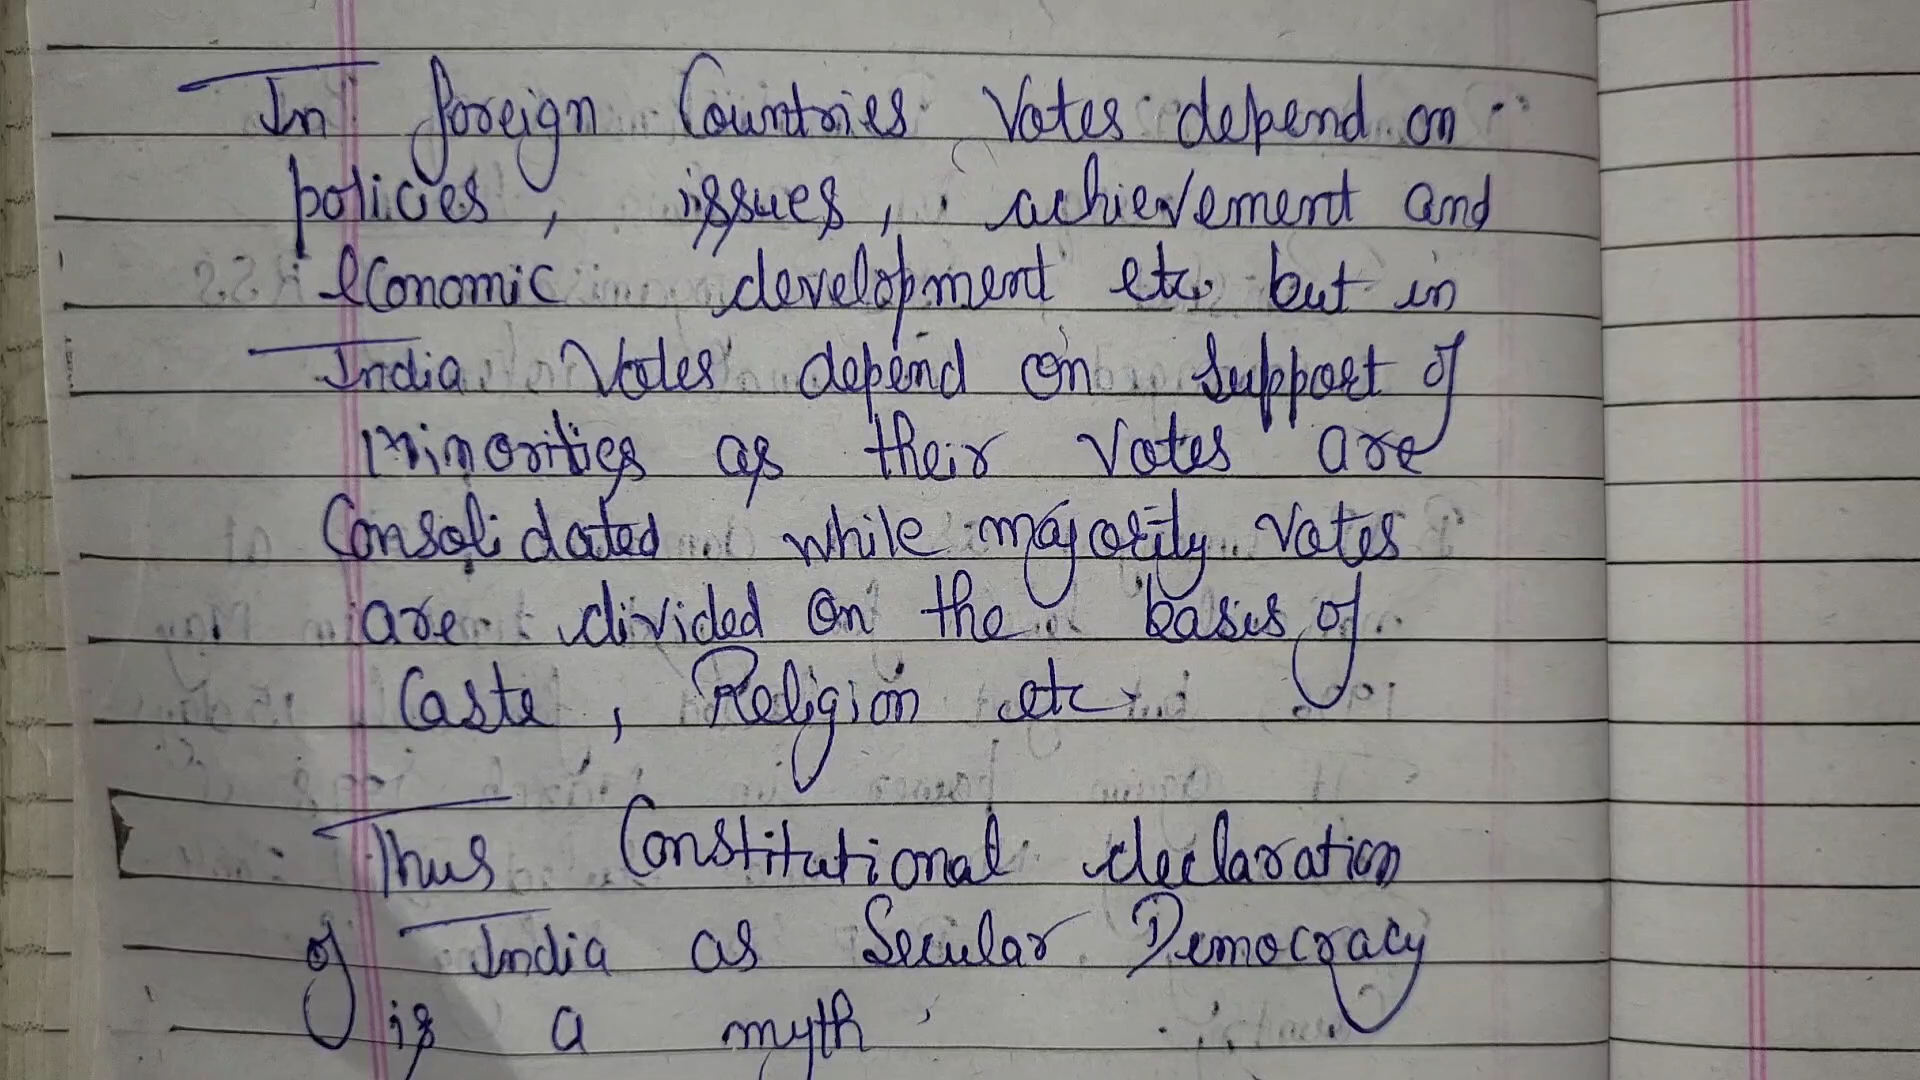 In foreign Countries Votes depend on
policies, issues, achievement and
economic development etc. but in
India Votes depend on support of
minorities as their votes are
Consolidated while majority votes
are divided on the basis of
Caste, Religion etc.
Thus Constitutional declaration
of India as Secular Democracy
is a myth